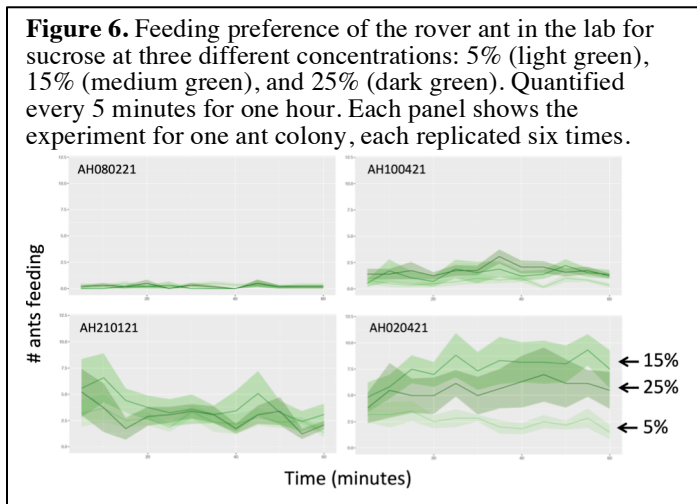 Figure 6. Feeding preference of the rover ant in the lab for
sucrose at three different concentrations: 5% (light green),
15% (medium green), and 25% (dark green). Quantified
every 5 minutes for one hour. Each panel shows the
experiment for one ant colony, each replicated six times.
AH080221
AH100421
# ants feeding
AH210121
AH020421
15%
25%
5%
Time (minutes)